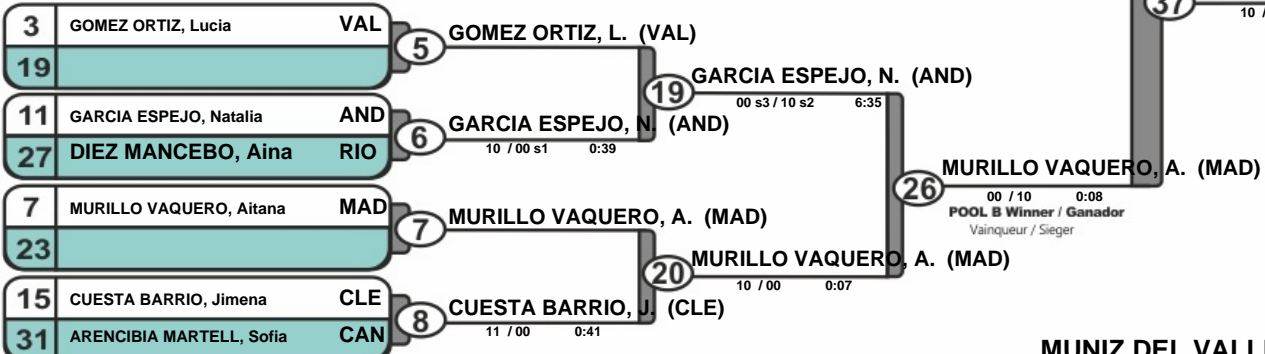 37
10 /
3 GOMEZ ORTIZ, Lucia VAL
19
5 GOMEZ ORTIZ, L. (VAL)
11 GARCIA ESPEJO, Natalia AND
27 DIEZ MANCEBO, Aina RIO
6 GARCIA ESPEJO, N. (AND)
10 / 00 s1 0:39
19 GARCIA ESPEJO, N. (AND)
00 s3 / 10 s2 6:35
7 MURILLO VAQUERO, Aitana MAD
23
7 MURILLO VAQUERO, A. (MAD)
15 CUESTA BARRIO, Jimena CLE
31 ARENCIBIA MARTELL, Sofia CAN
8 CUESTA BARRIO, J. (CLE)
11 / 00 0:41
20 MURILLO VAQUERO, A. (MAD)
10 / 00 0:07
26 MURILLO VAQUERO, A. (MAD)
00 / 10 0:08
POOL B Winner / Ganador
Vainqueur / Sieger
MUNIZ DEL